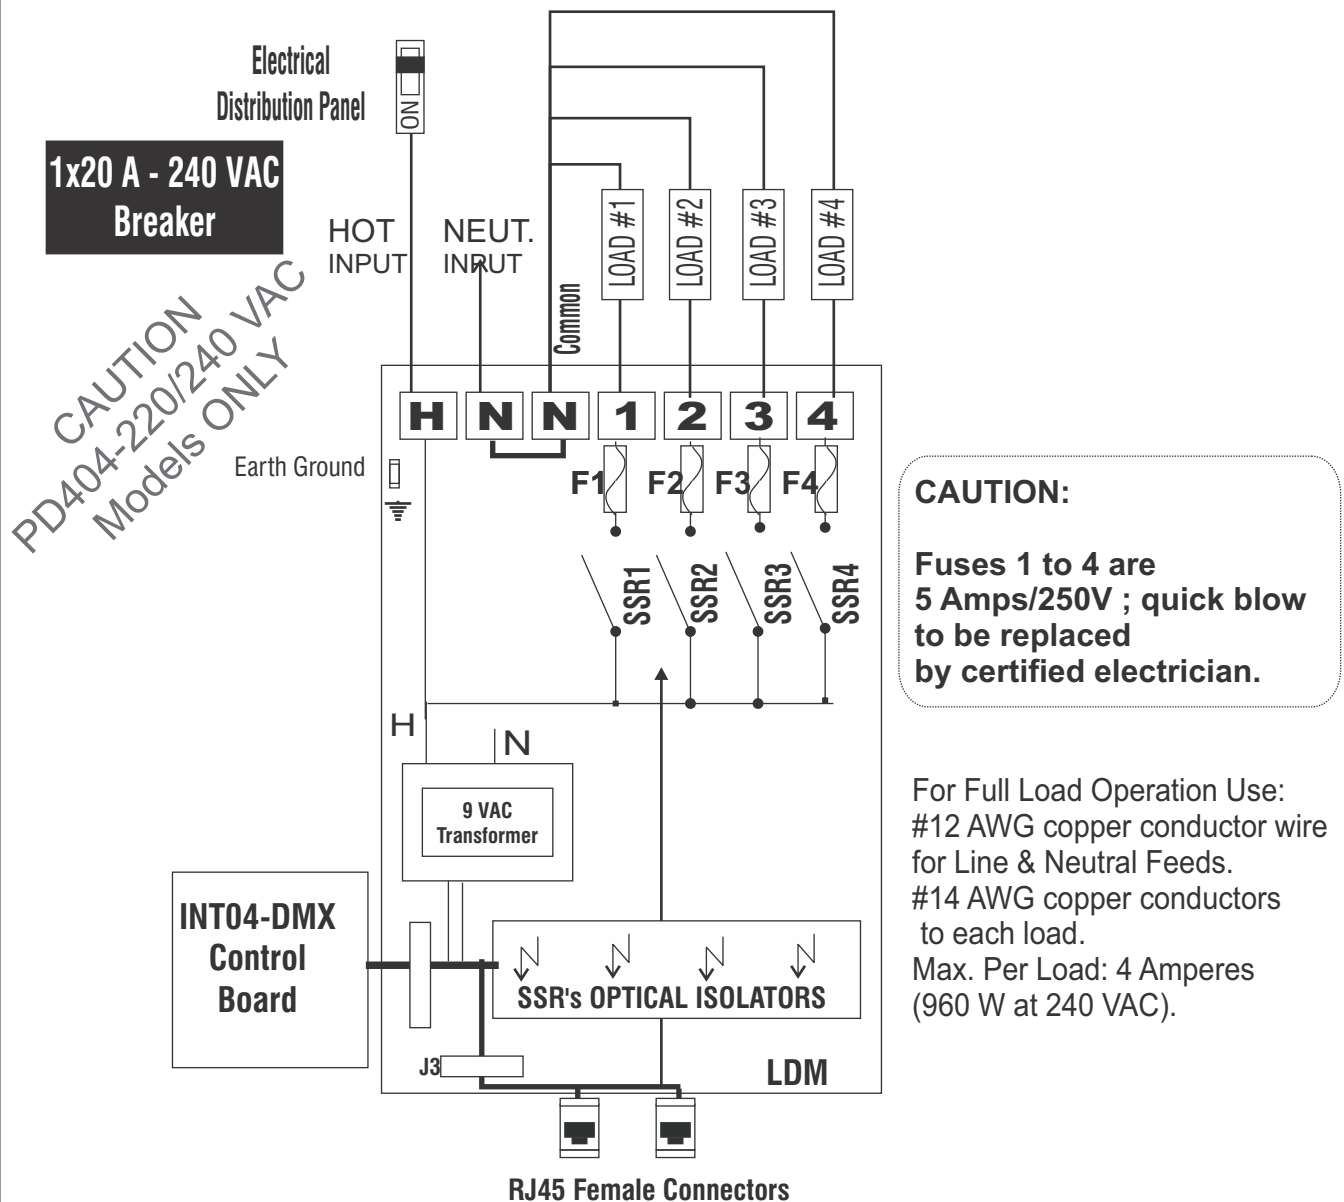 Electrical
Distribution Panel
ON
1x20 A - 240 VAC
Breaker
HOT
INPUT
NEUT.
INPUT
Common
LOAD #1
LOAD #2
LOAD #3
LOAD #4
CAUTION
PD404-220/240 VAC
Models ONLY
H N N 1 2 3 4
Earth Ground
F1 F2 F3 F4
SSR1
SSR2
SSR3
SSR4
CAUTION:
Fuses 1 to 4 are
5 Amps/250V ; quick blow
to be replaced
by certified electrician.
H
N
9 VAC
Transformer
For Full Load Operation Use:
#12 AWG copper conductor wire
for Line & Neutral Feeds.
#14 AWG copper conductors
to each load.
Max. Per Load: 4 Amperes
(960 W at 240 VAC).
INT04-DMX
Control
Board
SSR's OPTICAL ISOLATORS
J3
LDM
RJ45 Female Connectors